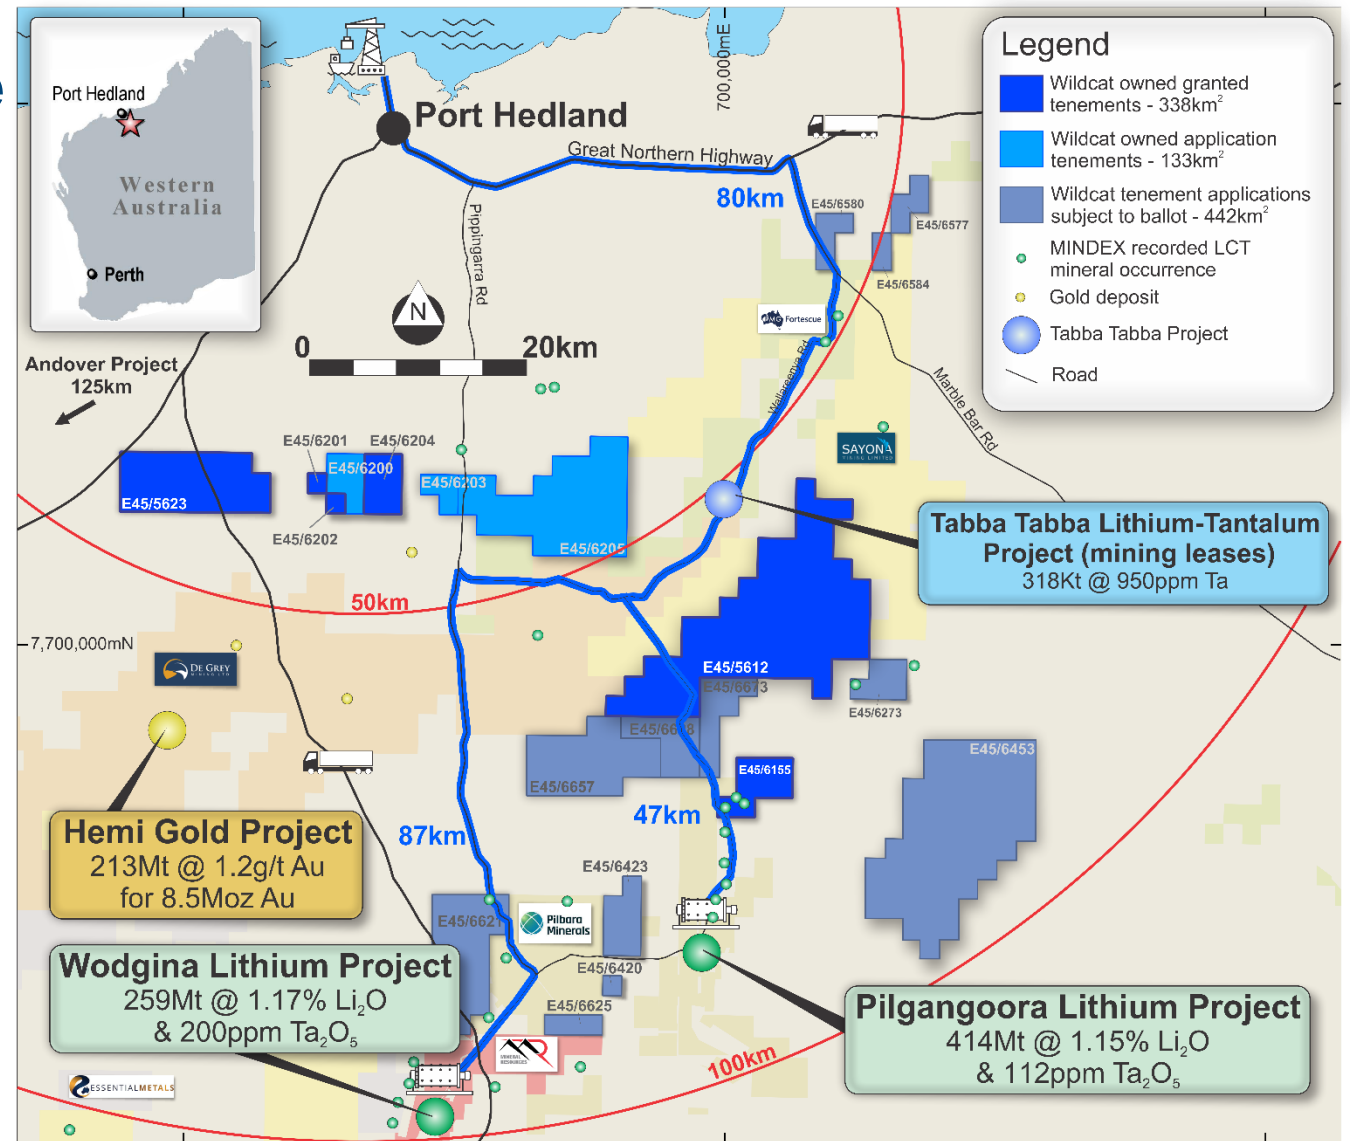 e
Port Hedland
Western
Australia
Perth
Port Hedland
700,000mE
Great Northern Highway
80km
Pippingarra Rd
Legend
Wildcat owned granted
tenements - 338km²
Wildcat owned application
tenements - 133km²
Wildcat tenement applications
subject to ballot - 442km²
MINDEX recorded LCT
mineral occurrence
Gold deposit
Tabba Tabba Project
Road
E45/6580
E45/6577
E45/6584
N
0
20km
Fortescue
Wallareenya Rd
Marble Bar Rd
Andover Project
125km
SAYONA
MINING LIMITED
E45/6201
E45/6204
E45/6200
E45/5623
E45/6202
E45/6203
E45/6205
Tabba Tabba Lithium-Tantalum
Project (mining leases)
318Kt @ 950ppm Ta
50km
7,700,000mN
DE GREY
MINING LTD
E45/5612
E45/6673
E45/6273
E45/6657
E45/6155
E45/6453
47km
87km
Hemi Gold Project
213Mt @ 1.2g/t Au
for 8.5Moz Au
E45/6423
E45/6621
Pilbara
Minerals
E45/6420
E45/6625
Wodgina Lithium Project
259Mt @ 1.17% Li₂O
& 200ppm Ta₂O₅
Pilgangoora Lithium Project
414Mt @ 1.15% Li₂O
& 112ppm Ta₂O₅
MINERAL
RESOURCES
100km
ESSENTIALMETALS